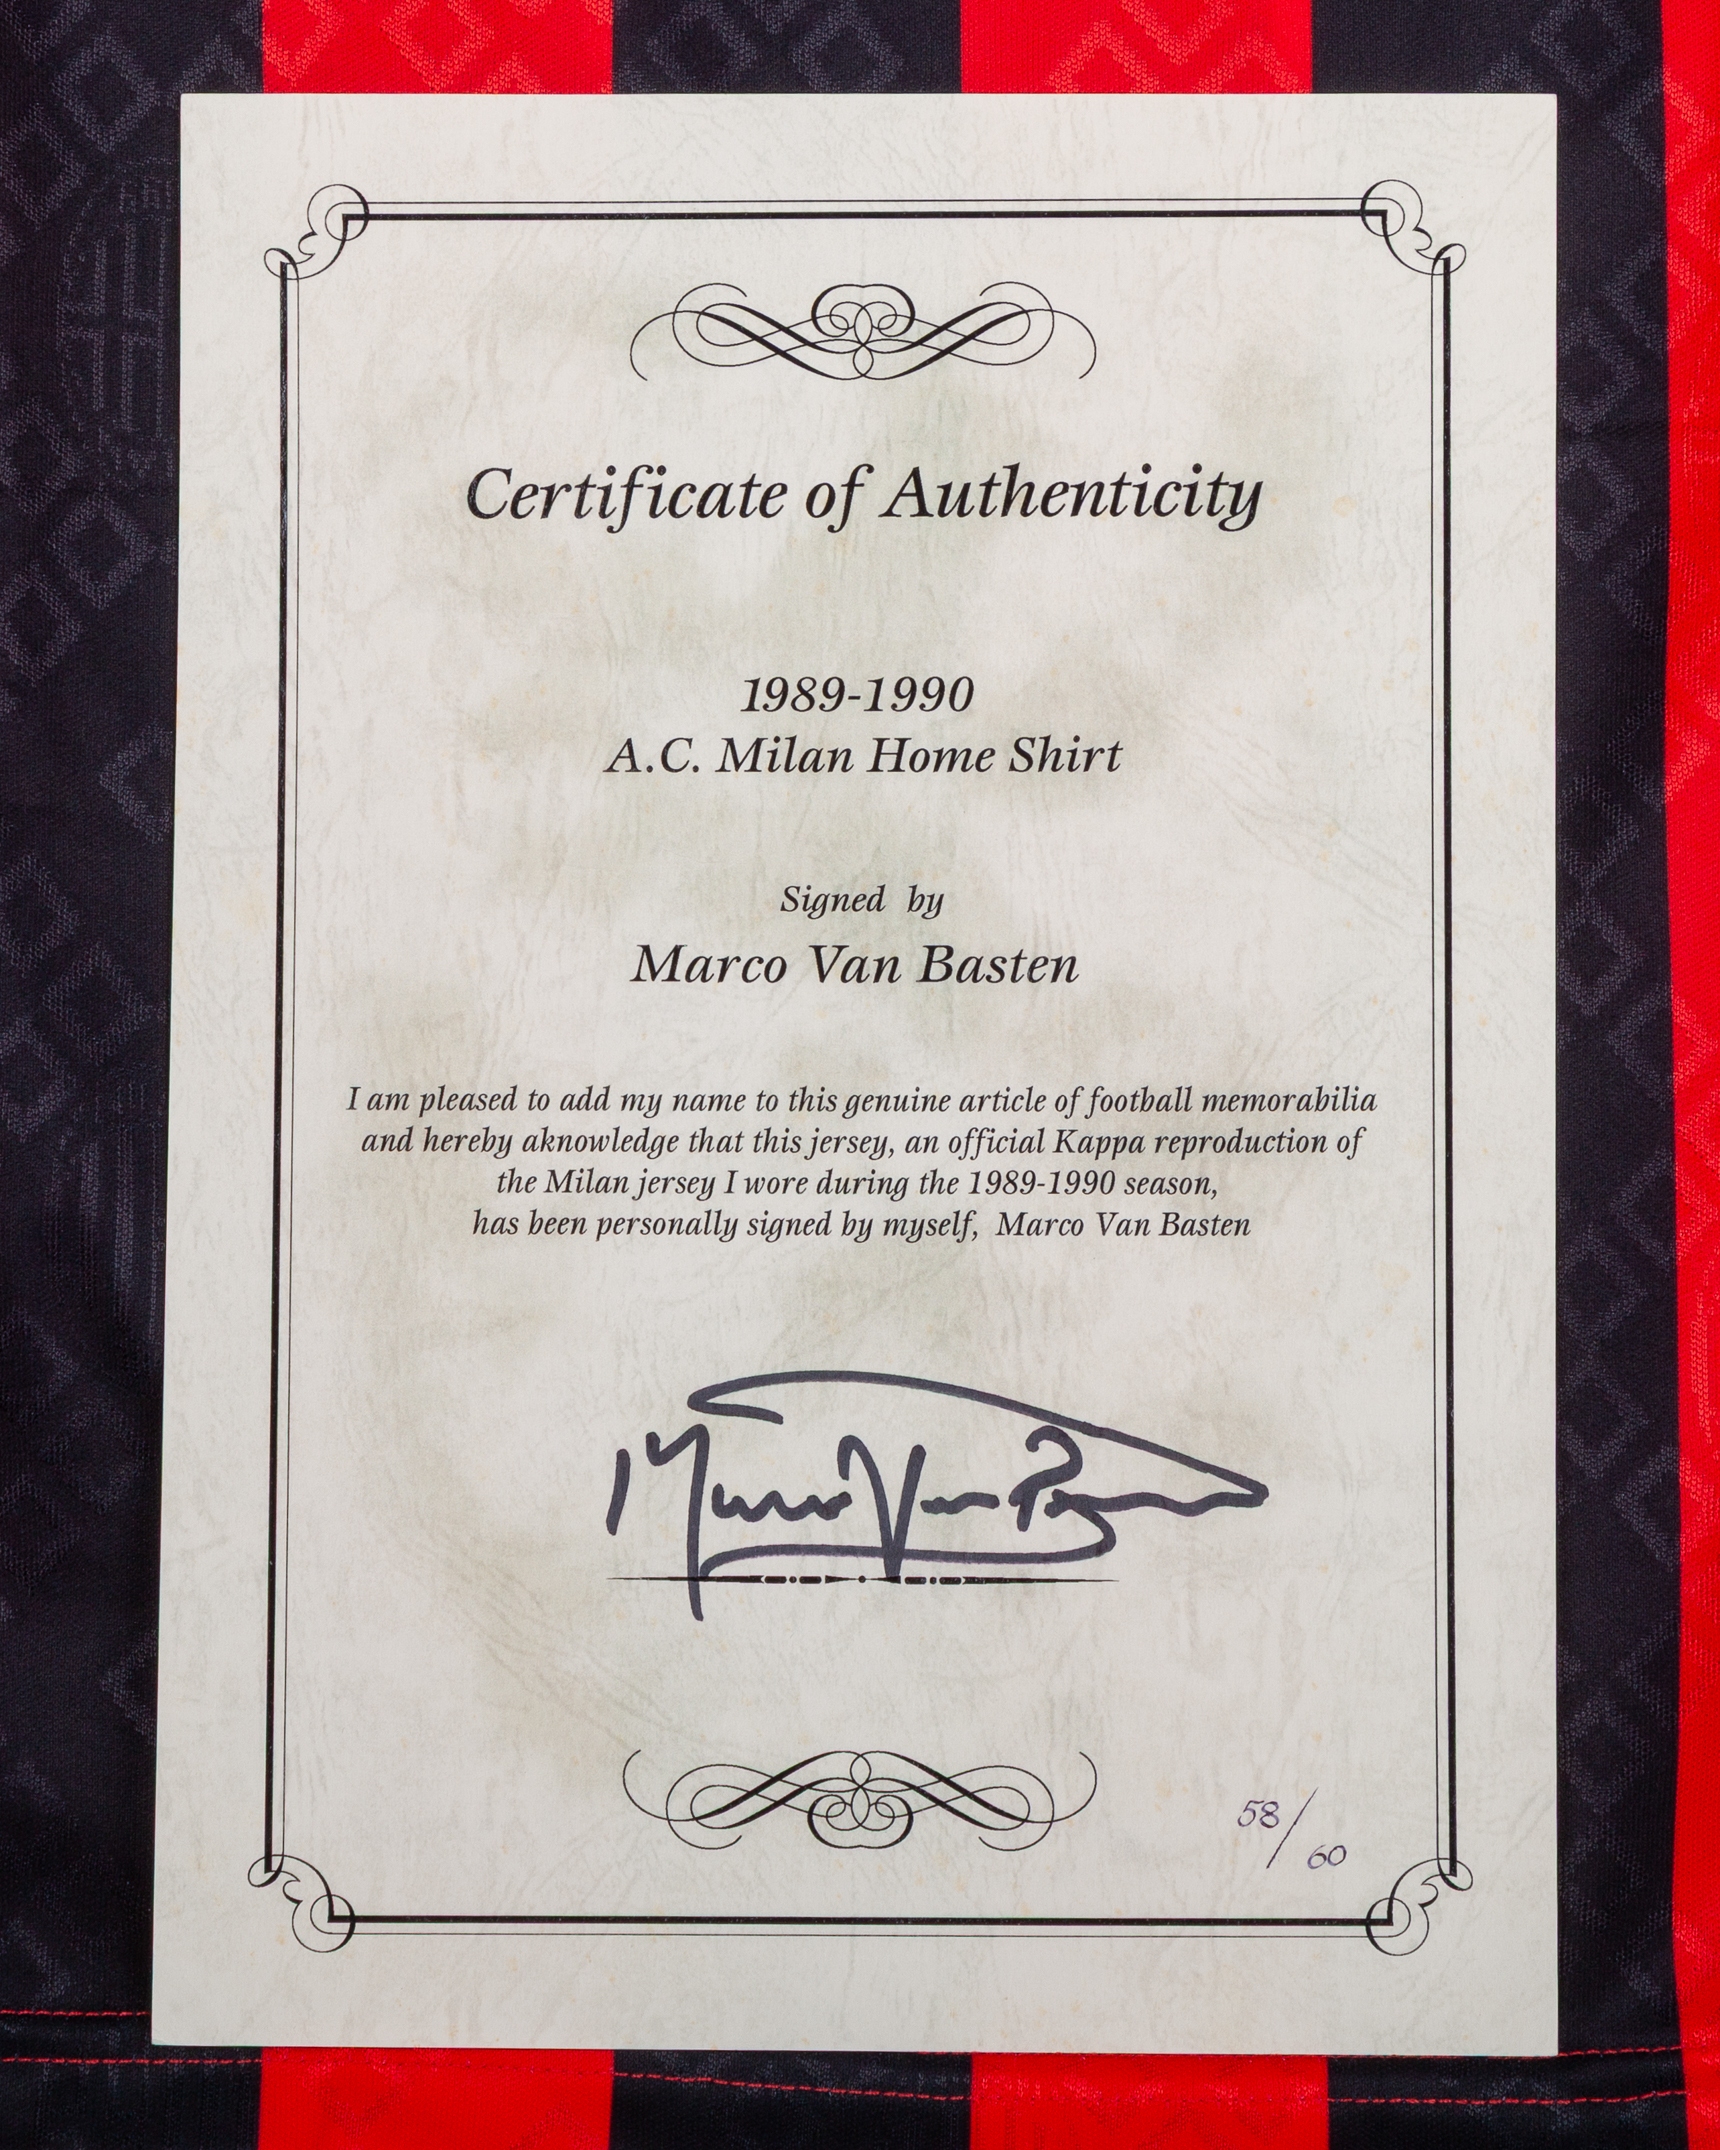 Certificate of Authenticity
1989-1990
A.C. Milan Home Shirt
Signed by
Marco Van Basten
I am pleased to add my name to this genuine article of football memorabilia
and hereby aknowledge that this jersey, an official Kappa reproduction of
the Milan jersey I wore during the 1989-1990 season,
has been personally signed by myself, Marco Van Basten
Marco Van Basten
58/60